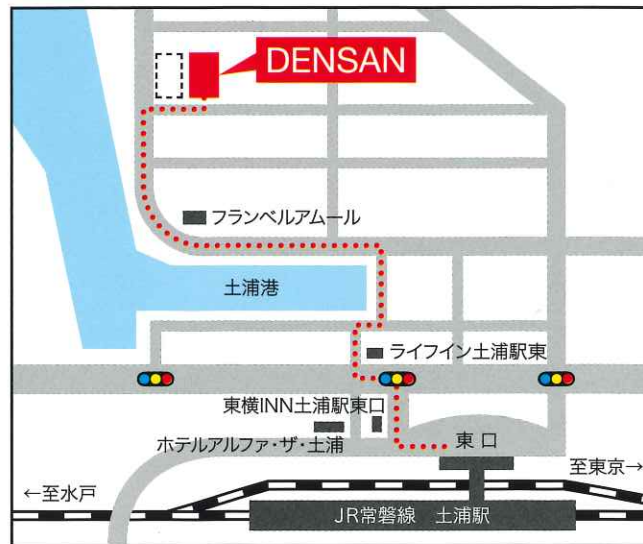 DENSAN
フランベルアムール
土浦港
ライフイン土浦駅東
東横INN土浦駅東口
ホテルアルファ・ザ・土浦
東口
至東京→
←至水戸
JR常磐線 土浦駅